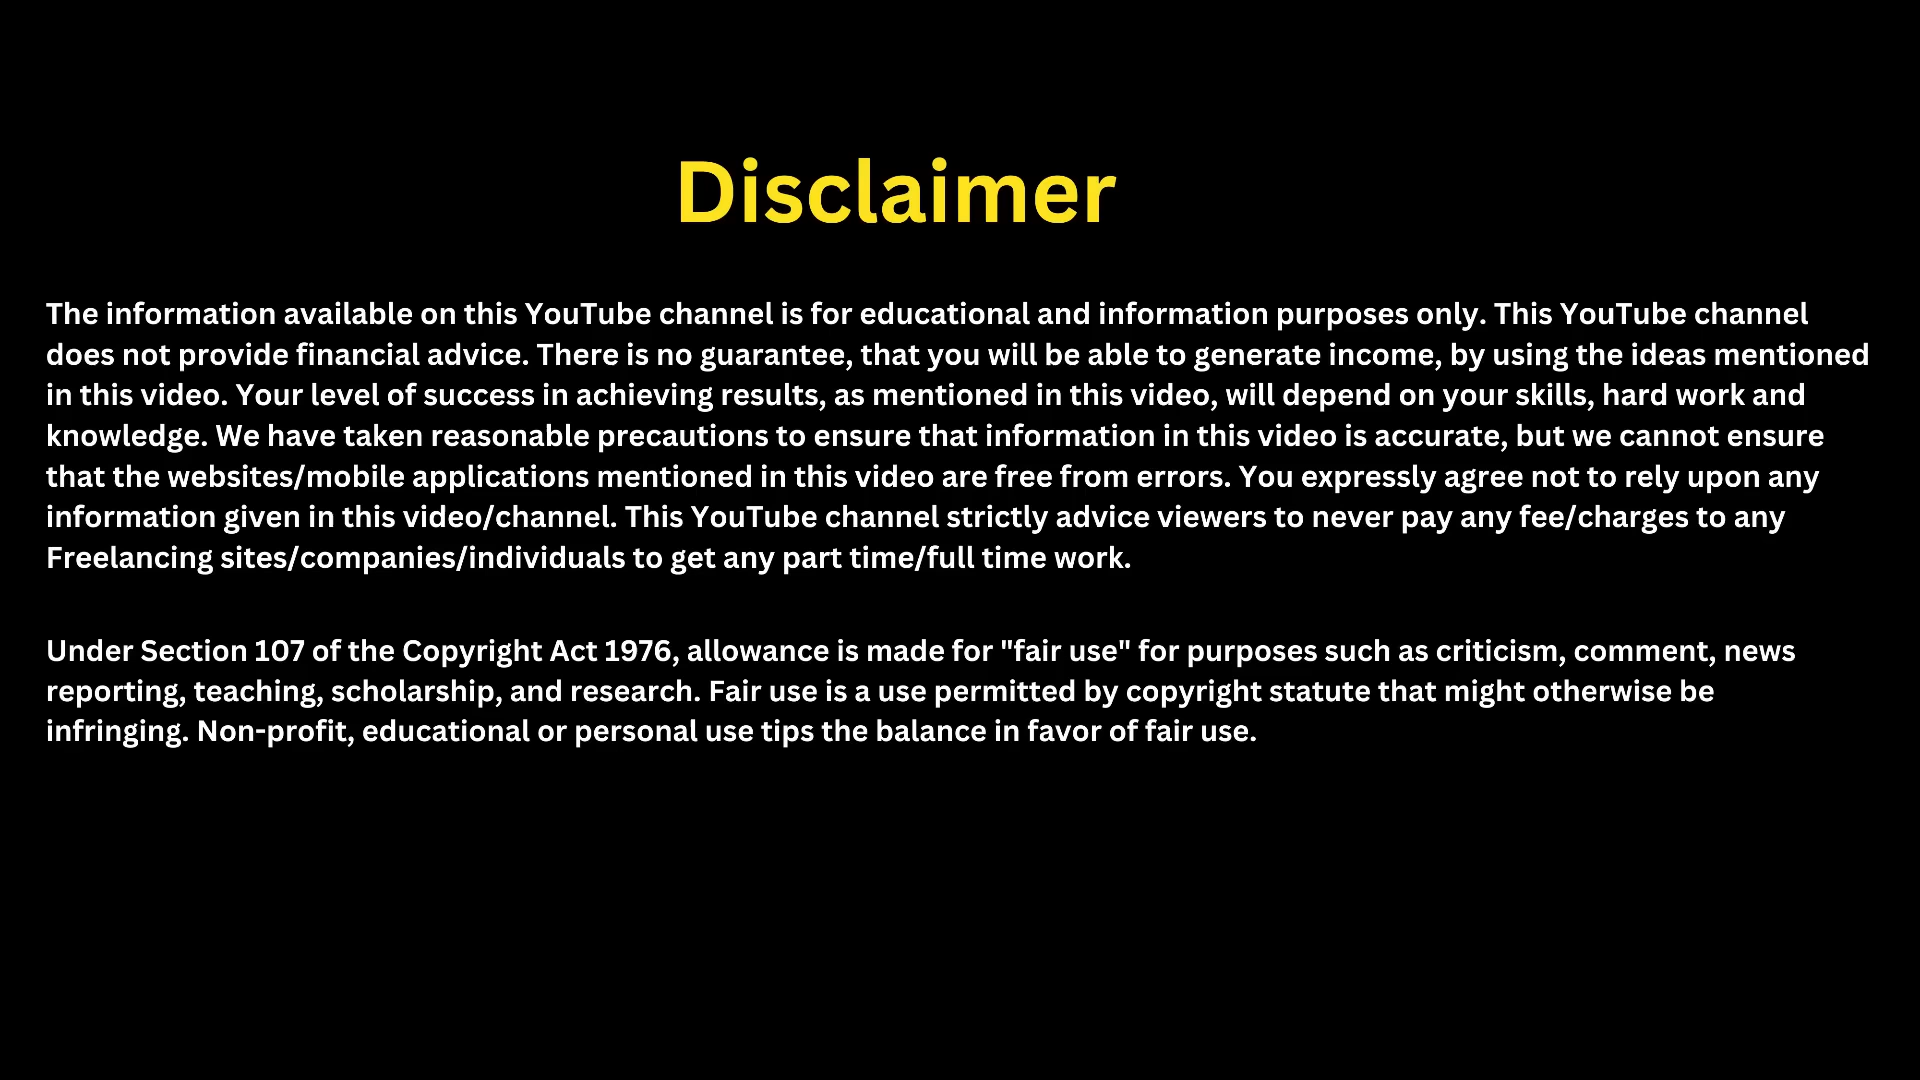 Disclaimer
The information available on this YouTube channel is for educational and information purposes only. This YouTube channel
does not provide financial advice. There is no guarantee, that you will be able to generate income, by using the ideas mentioned
in this video. Your level of success in achieving results, as mentioned in this video, will depend on your skills, hard work and
knowledge. We have taken reasonable precautions to ensure that information in this video is accurate, but we cannot ensure
that the websites/mobile applications mentioned in this video are free from errors. You expressly agree not to rely upon any
information given in this video/channel. This YouTube channel strictly advice viewers to never pay any fee/charges to any
Freelancing sites/companies/individuals to get any part time/full time work.
Under Section 107 of the Copyright Act 1976, allowance is made for "fair use" for purposes such as criticism, comment, news
reporting, teaching, scholarship, and research. Fair use is a use permitted by copyright statute that might otherwise be
infringing. Non-profit, educational or personal use tips the balance in favor of fair use.